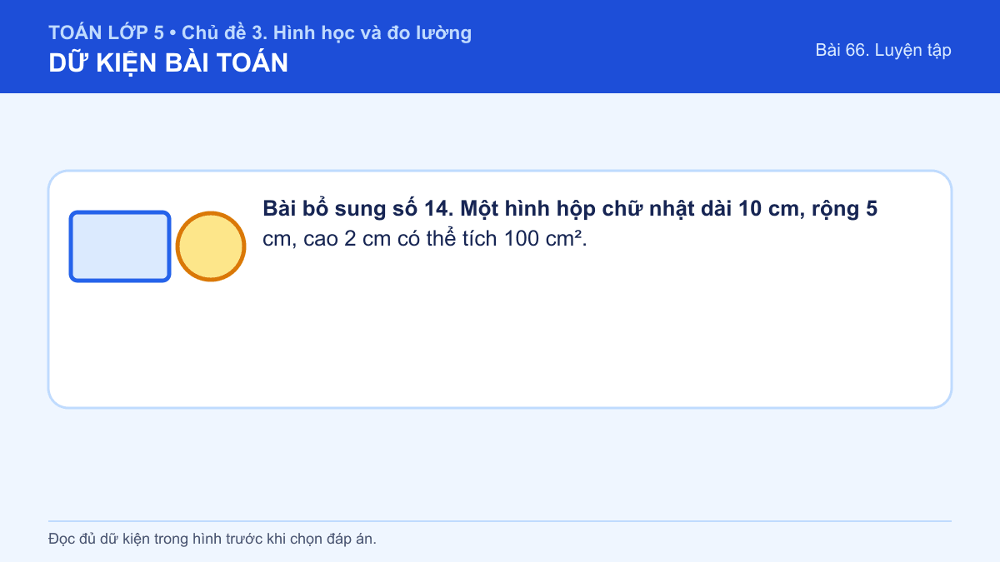 TOÁN LỚP 5 • Chủ đề 3. Hình học và đo lường
DỮ KIỆN BÀI TOÁN
Bài 66. Luyện tập
Bài bổ sung số 14. Một hình hộp chữ nhật dài 10 cm, rộng 5
cm, cao 2 cm có thể tích 100 cm².
Đọc đủ dữ kiện trong hình trước khi chọn đáp án.